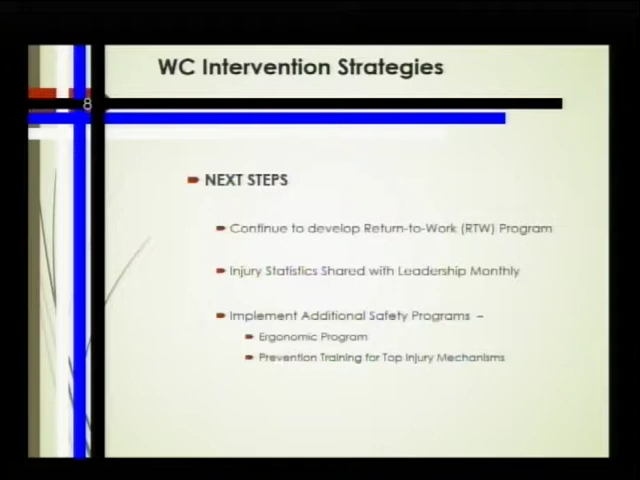 WC Intervention Strategies
8
NEXT STEPS
Continue to develop Return-to-Work (RTW) Program
Injury Statistics Shared with Leadership Monthly
Implement Additional Safety Programs –
Ergonomic Program
Prevention Training for Top Injury Mechanisms